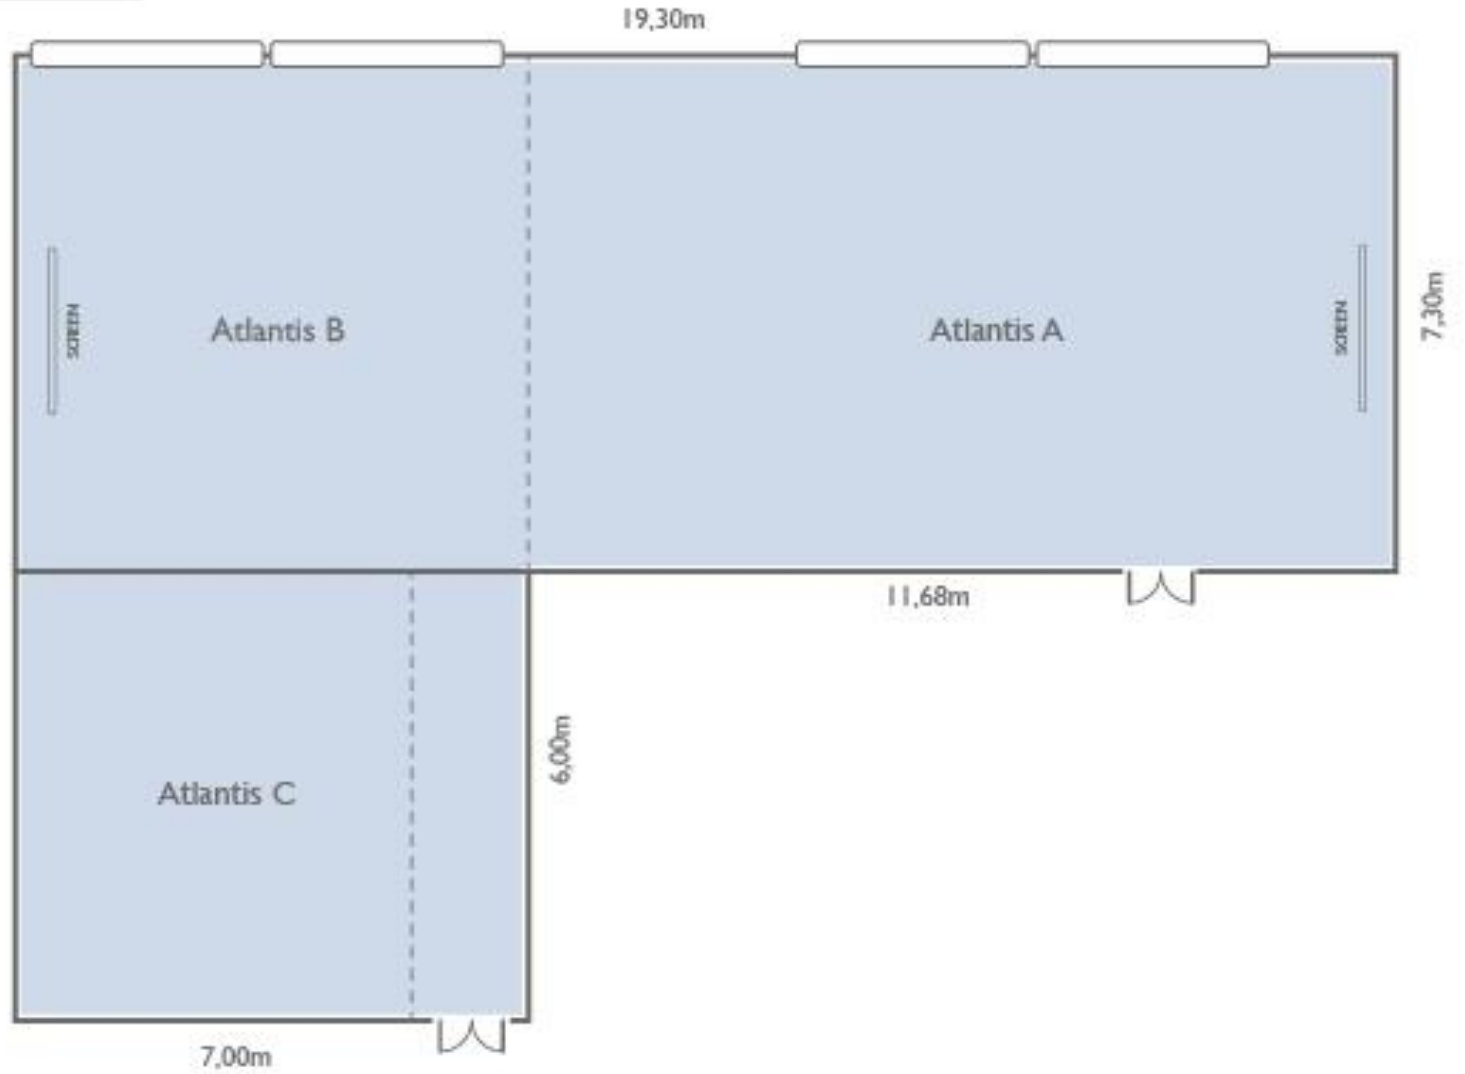 19,30m
SCREEN
Atlantis B
Atlantis A
SCREEN
7,30m
11,68m
6,00m
Atlantis C
7,00m